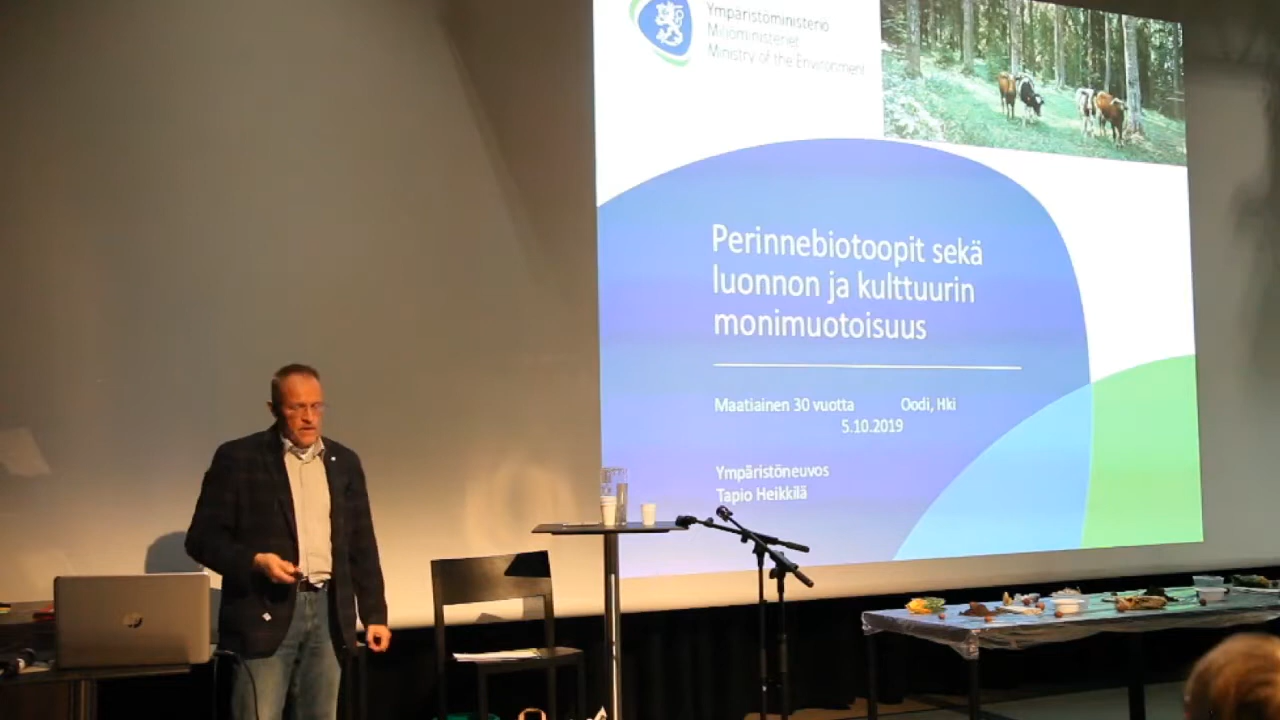 Ympäristöministeriö
Miljöministeriet
Ministry of the Environment
Perinnebiotoopit sekä
luonnon ja kulttuurin
monimuotoisuus
Maatiainen 30 vuotta Oodi, Hki
5.10.2019
Ympäristöneuvos
Tapio Heikkilä
hp